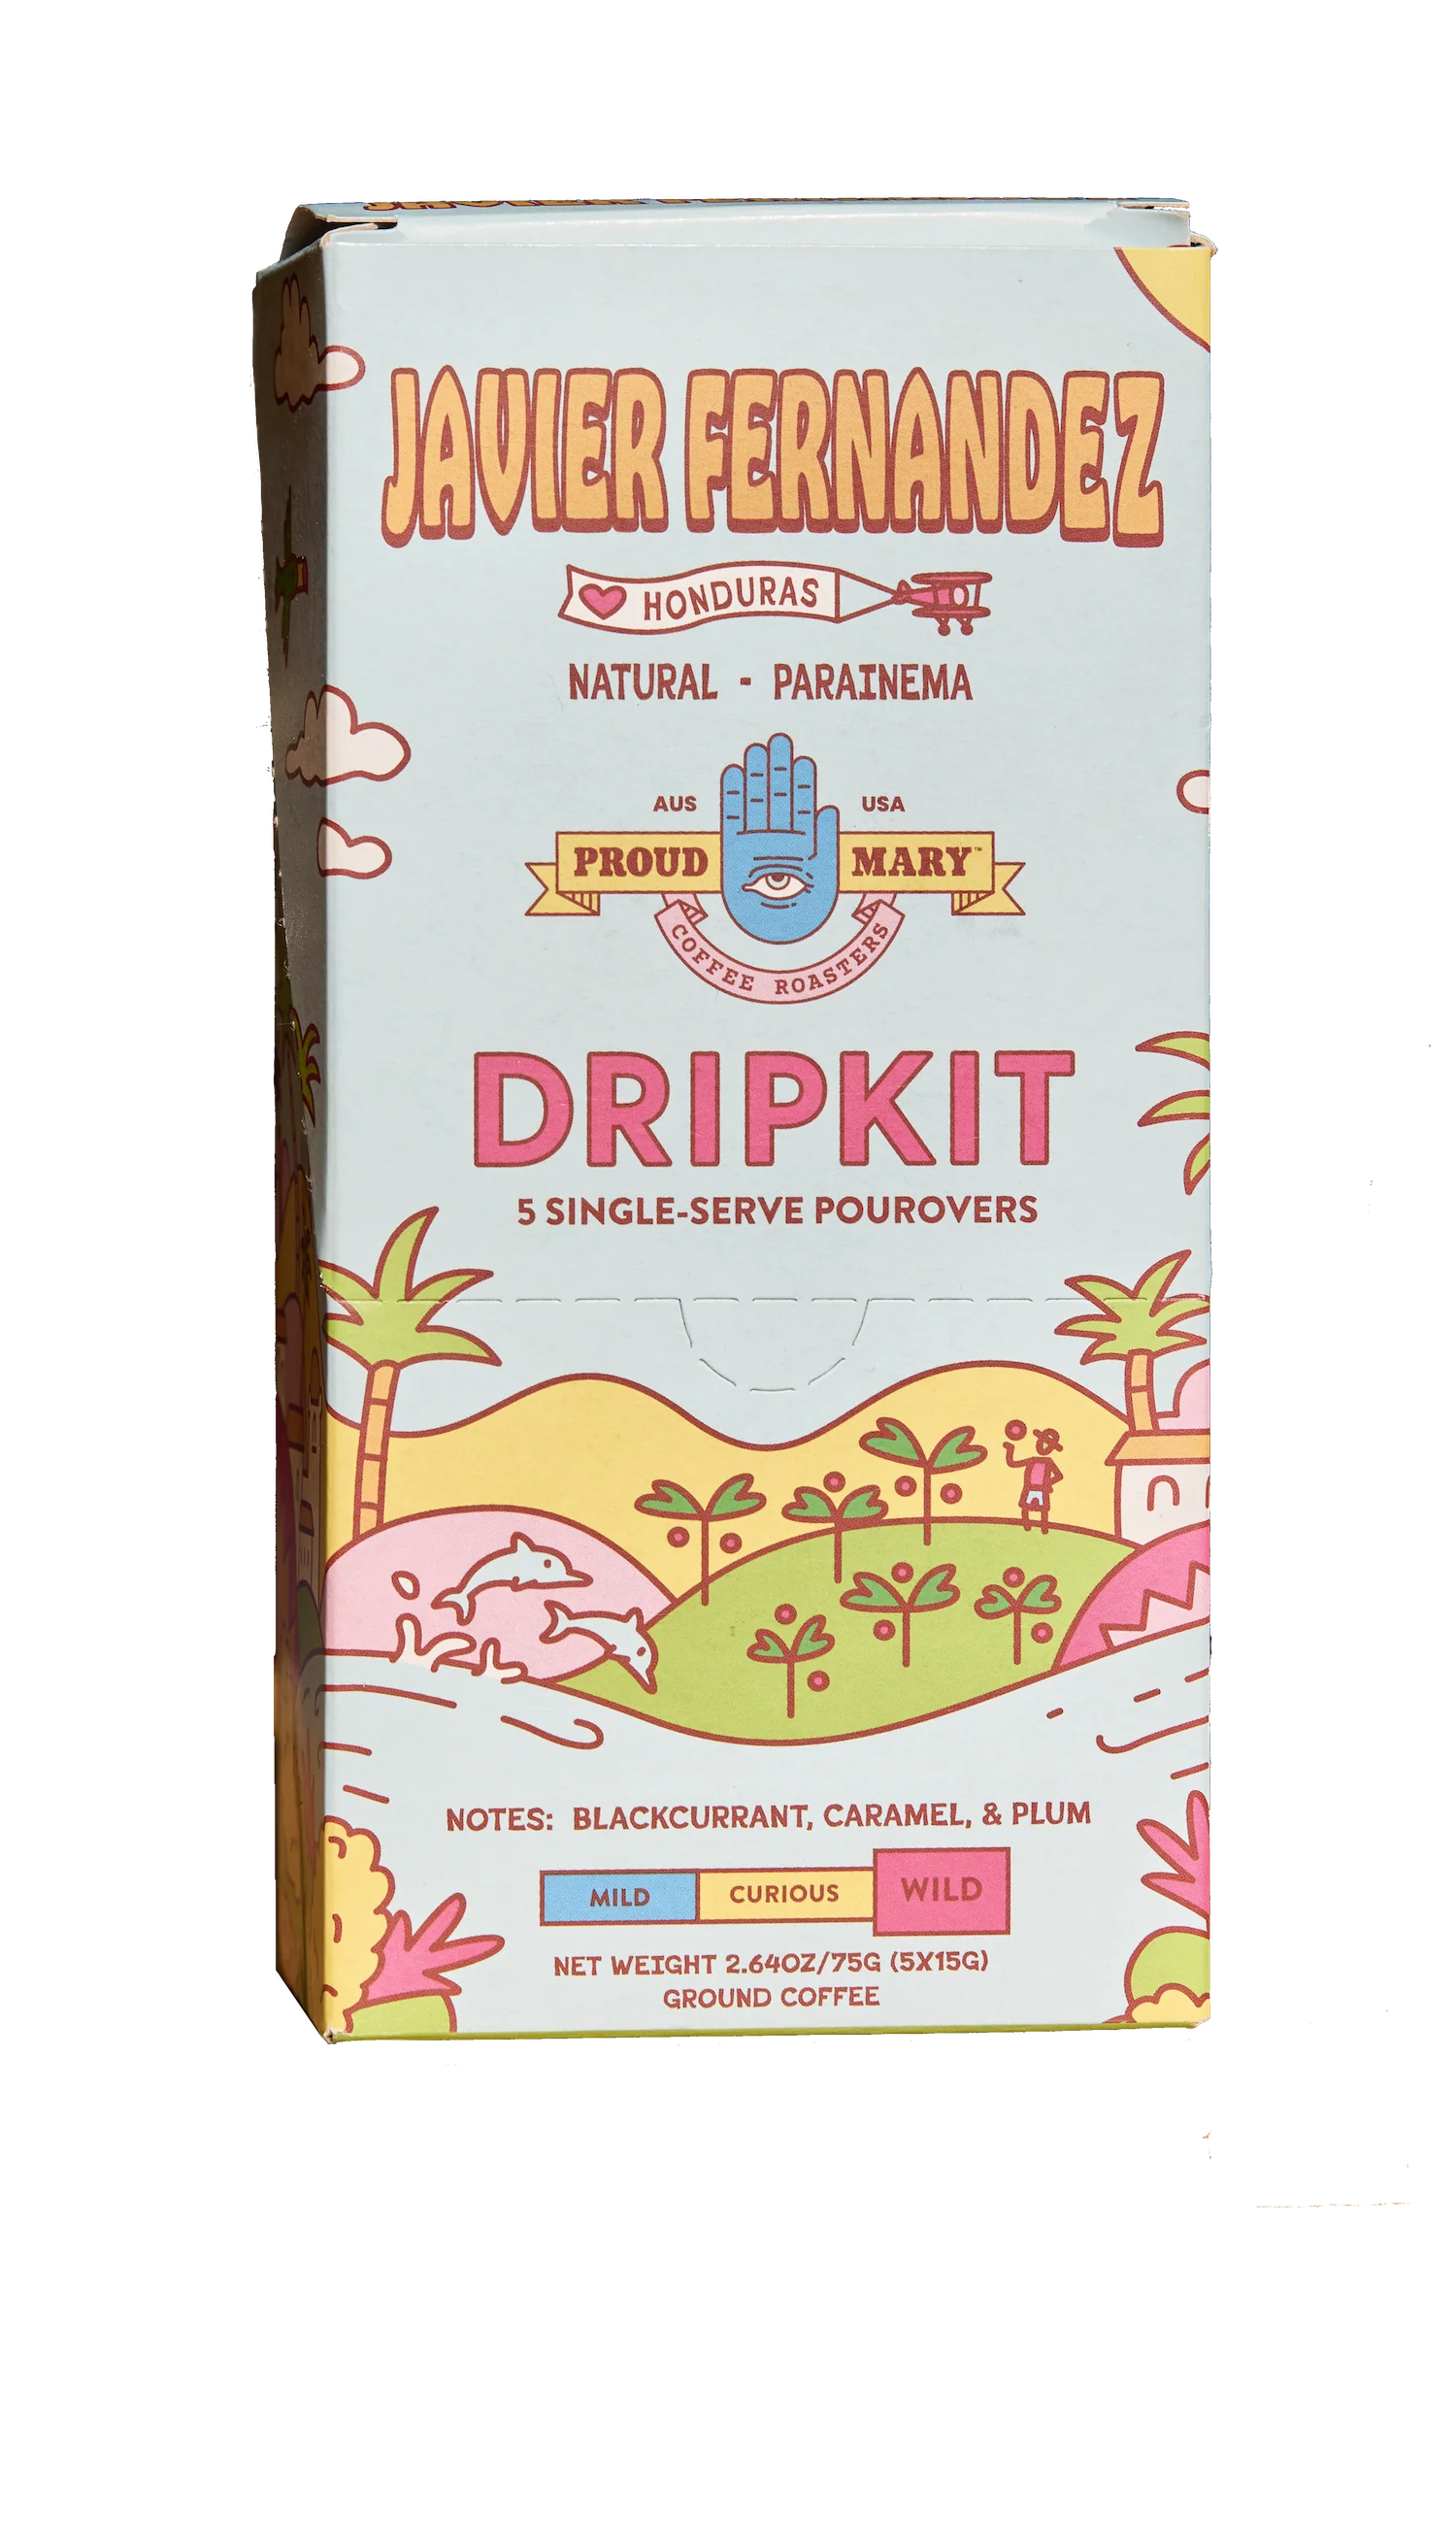 JAVIER FERNANDEZ
HONDURAS
NATURAL - PARAINEMA
AUS USA
PROUD MARY™
COFFEE ROASTERS
DRIPKIT
5 SINGLE-SERVE POUROVERS
NOTES: BLACKCURRANT, CARAMEL, & PLUM
MILD CURIOUS WILD
NET WEIGHT 2.64OZ/75G (5X15G)
GROUND COFFEE